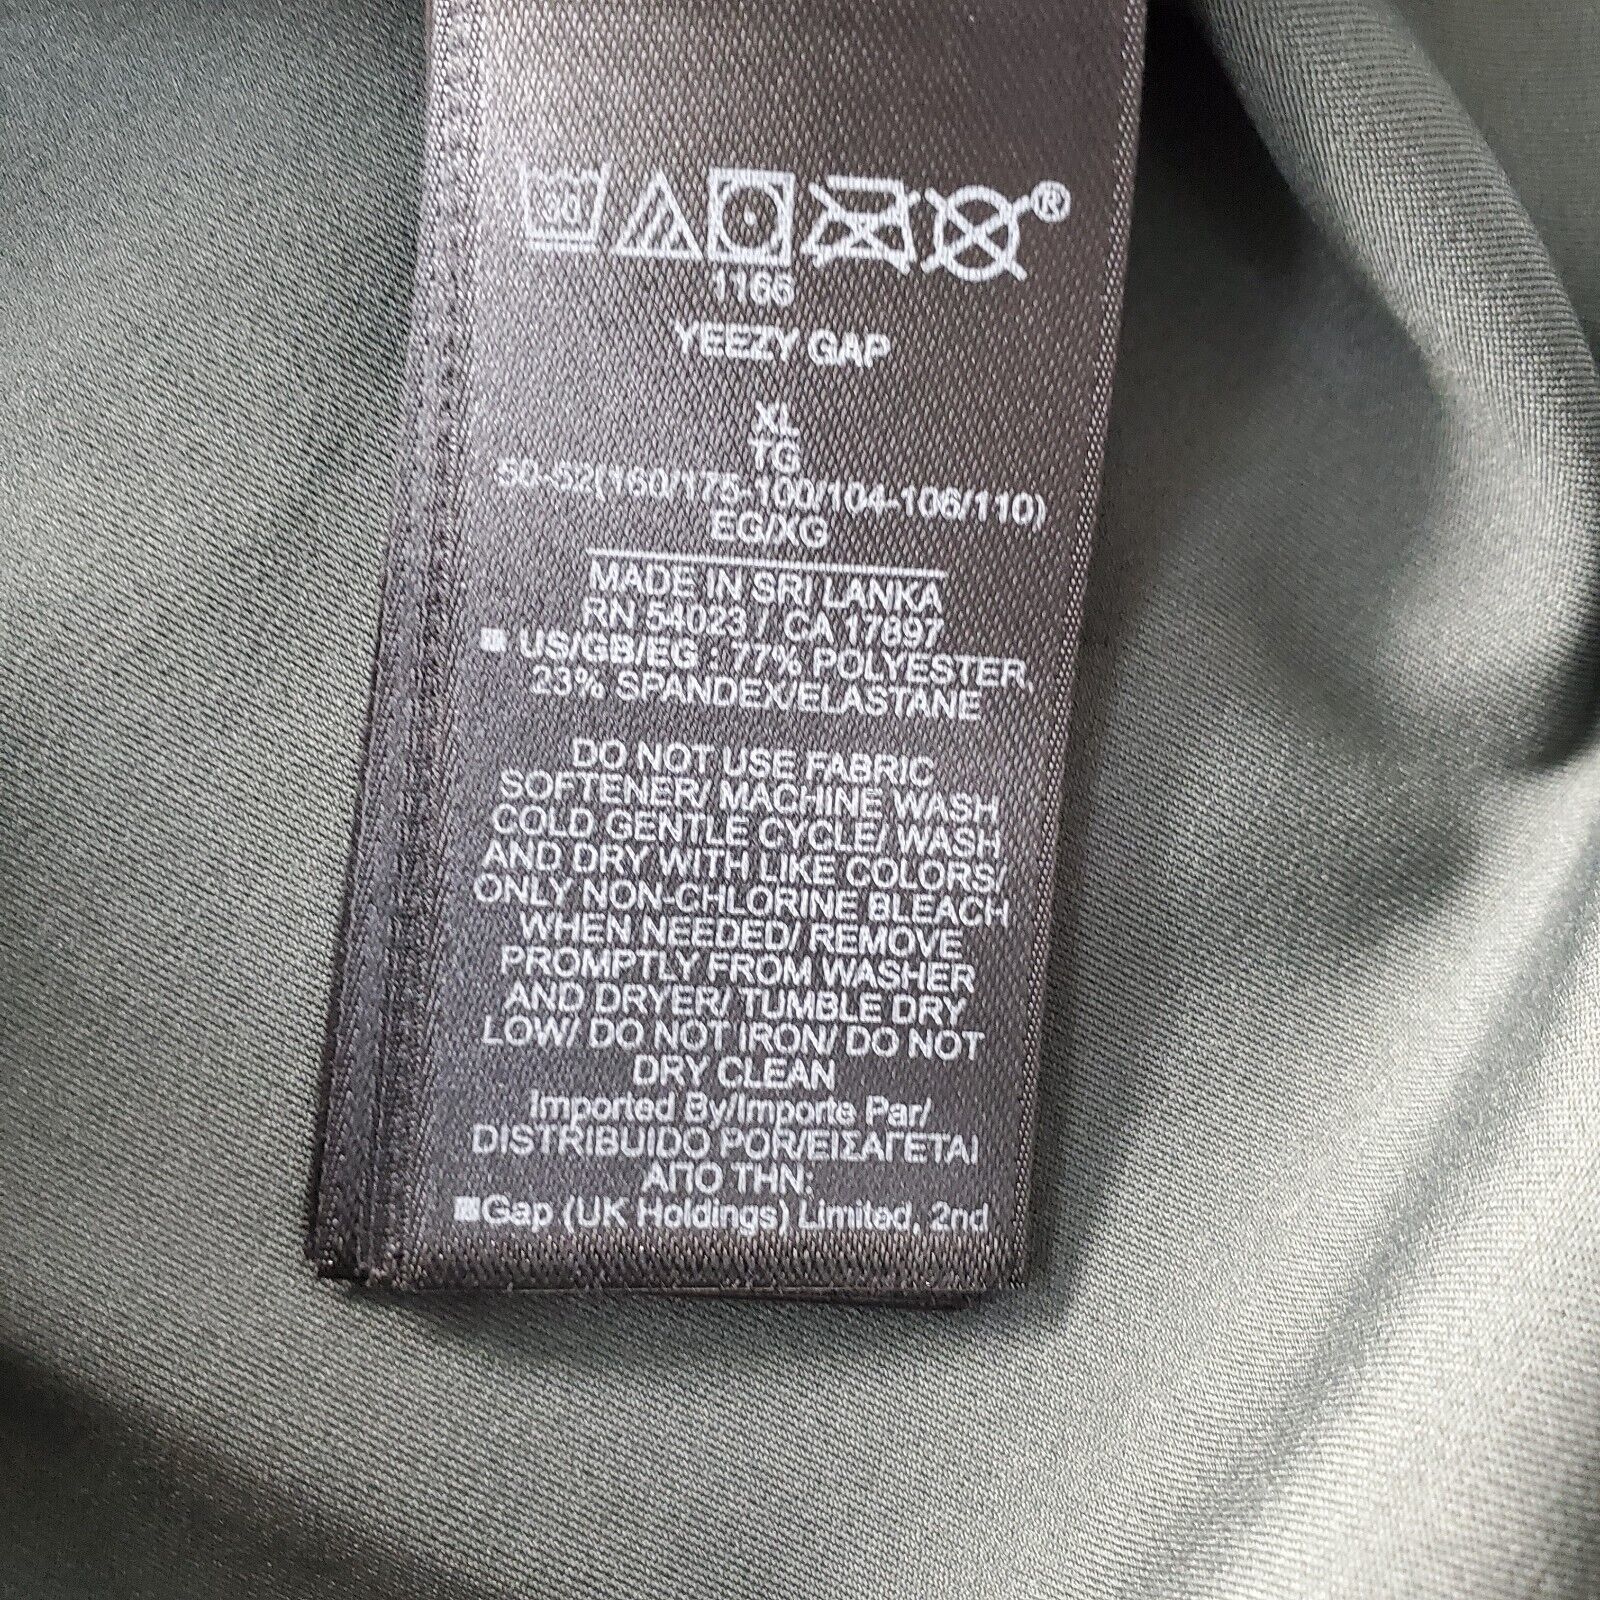 30
®
1166
YEEZY GAP
XL
TG
50-52(160/175-100/104-106/110)
EG/XG
MADE IN SRI LANKA
RN 54023 / CA 17897
US/GB/EG : 77% POLYESTER,
23% SPANDEX/ELASTANE
DO NOT USE FABRIC
SOFTENER/ MACHINE WASH
COLD GENTLE CYCLE/ WASH
AND DRY WITH LIKE COLORS/
ONLY NON-CHLORINE BLEACH
WHEN NEEDED/ REMOVE
PROMPTLY FROM WASHER
AND DRYER/ TUMBLE DRY
LOW/ DO NOT IRON/ DO NOT
DRY CLEAN
Imported By/Importe Par/
DISTRIBUIDO POR/ΕΙΣΑΓΕΤΑΙ
ΑΠΟ ΤΗΝ:
Gap (UK Holdings) Limited, 2nd